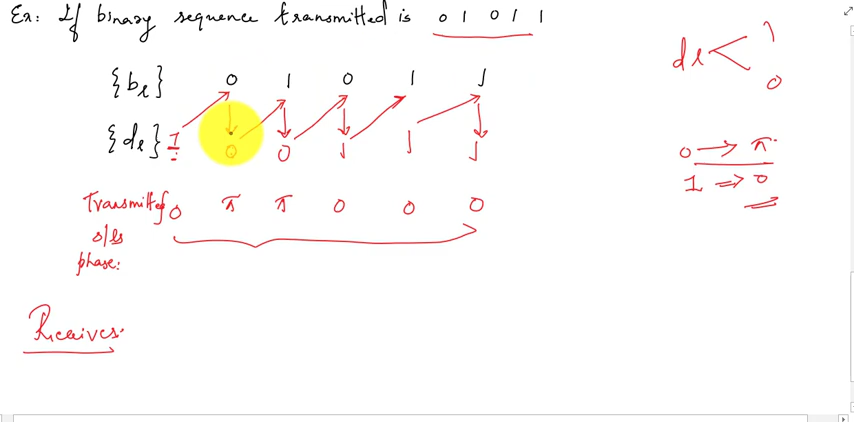 Ex: If binary sequence transmitted is 0 1 0 1 1
{bk} 0 1 0 1 1
{dk} 1 0 0 1 1 1
Transmitted 0 π π 0 0 0
s/ls
phase:
Receiver:
dk < 1
0
0 → π
1 ⇒ 0